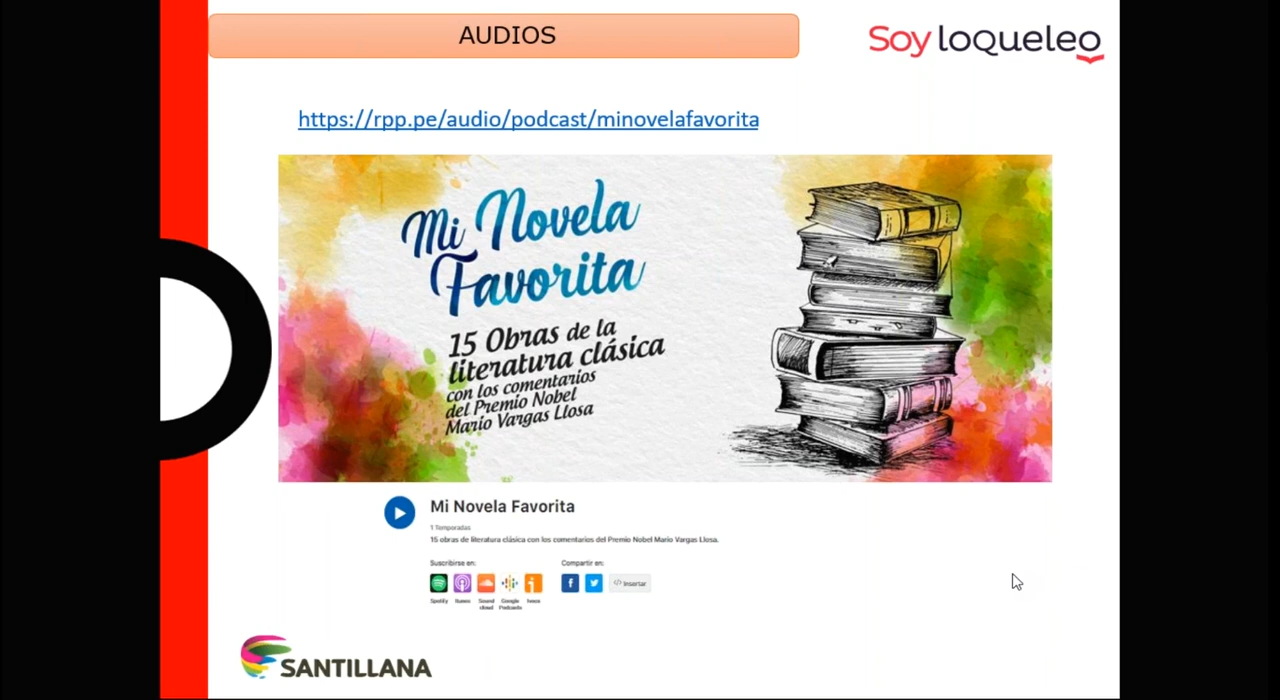 AUDIOS
Soy loqueleo
https://rpp.pe/audio/podcast/minovelafavorita
Mi Novela
Favorita
15 Obras de la
literatura clásica
con los comentarios
del Premio Nobel
Mario Vargas Llosa
Mi Novela Favorita
1 Temporadas
15 obras de literatura clásica con los comentarios del Premio Nobel Mario Vargas Llosa.
Suscribirse en: Compartir en:
</> Insertar
Spotify Itunes Sound cloud Google Podcasts Ivoox
SANTILLANA